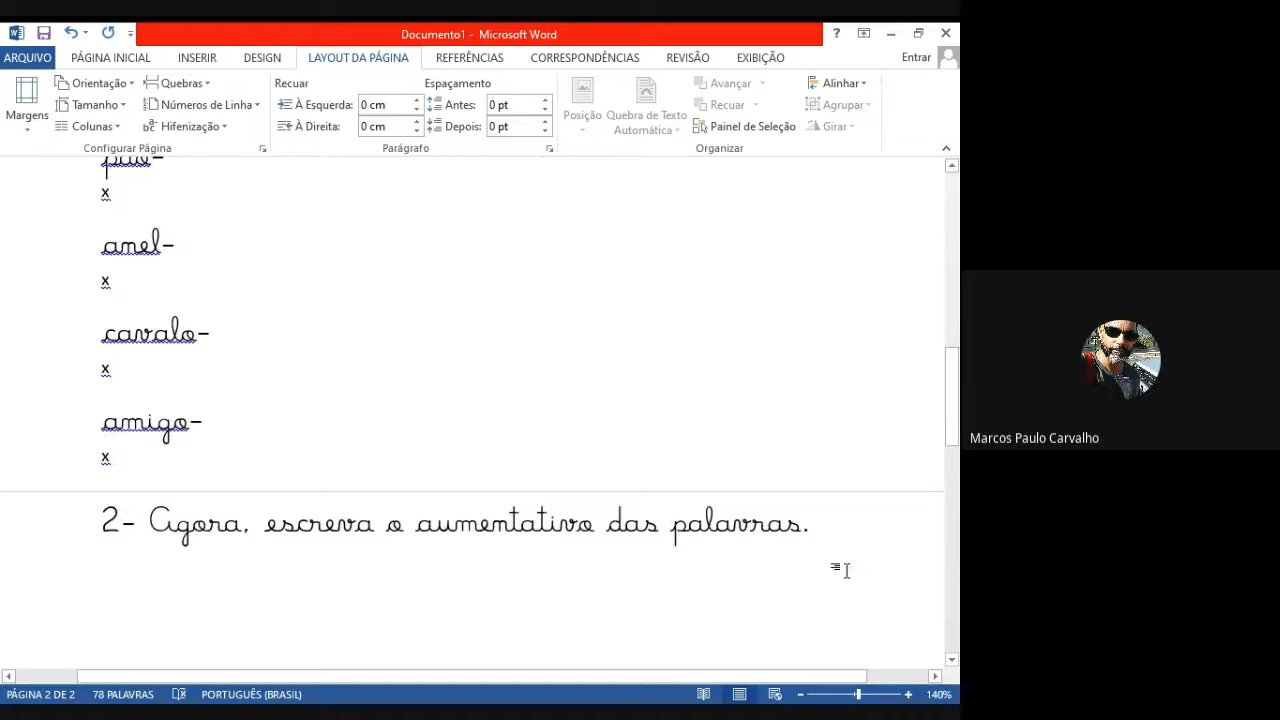 Documento1 - Microsoft Word
?
ARQUIVO PÁGINA INICIAL INSERIR DESIGN LAYOUT DA PÁGINA REFERÊNCIAS CORRESPONDÊNCIAS REVISÃO EXIBIÇÃO Entrar
Orientação Quebras Recuar Espaçamento Avançar Alinhar
Tamanho Números de Linha À Esquerda: 0 cm Antes: 0 pt Recuar Agrupar
Margens Colunas Hifenização À Direita: 0 cm Depois: 0 pt Posição Quebra de Texto Automática Painel de Seleção Girar
Configurar Página Parágrafo Organizar
x
anel-
x
cavalo-
x
amigo-
x
2- Agora, escreva o aumentativo das palavras.
Marcos Paulo Carvalho
PÁGINA 2 DE 2 78 PALAVRAS PORTUGUÊS (BRASIL) 140%